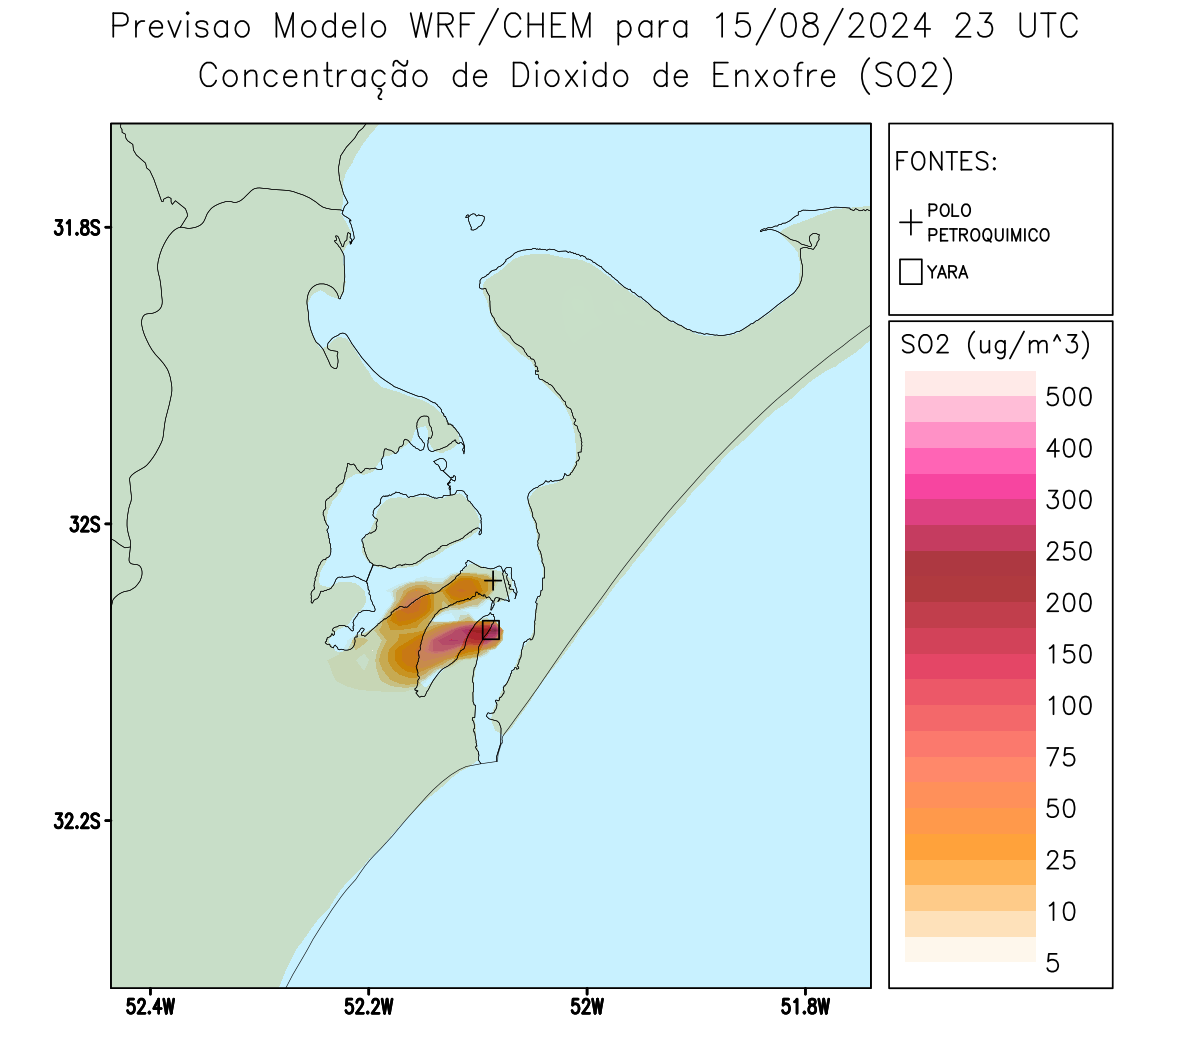 Previsao Modelo WRF/CHEM para 15/08/2024 23 UTC
Concentração de Dioxido de Enxofre (SO2)
FONTES:
POLO
PETROQUIMICO
YARA
SO2 (ug/m^3)
500
400
300
250
200
150
100
75
50
25
10
5
31.8S
32S
32.2S
52.4W
52.2W
52W
51.8W